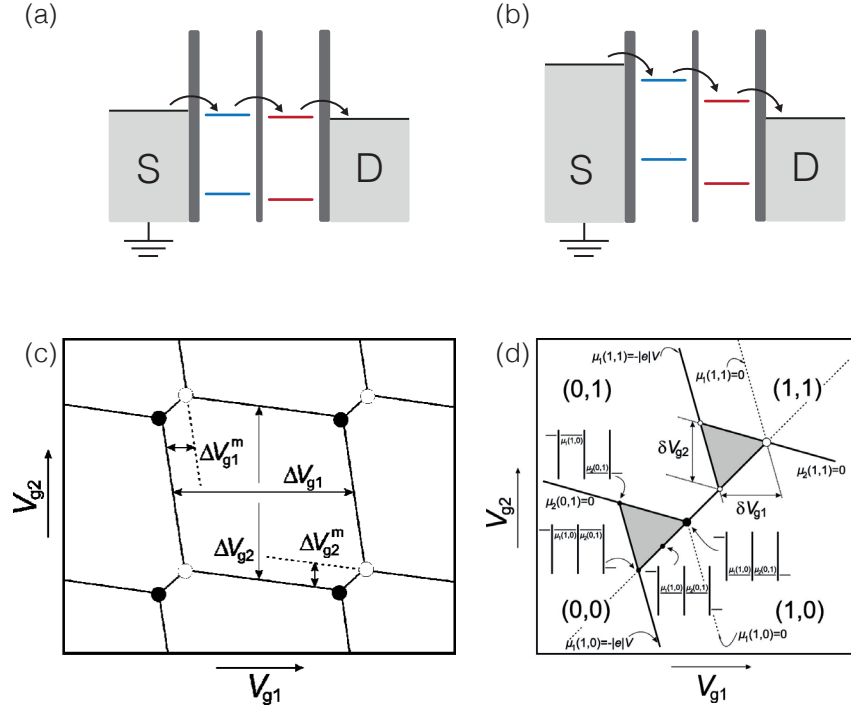 (a)
(b)
S
D
S
D
(c)
ΔV_g1^m
ΔV_g1
ΔV_g2
ΔV_g2^m
V_g2
V_g1
(d)
μ₁(1,1)=-|e|V
μ₁(1,1)=0
(0,1)
(1,1)
μ₁(1,0)
μ₂(0,1)
δV_g2
μ₂(1,1)=0
μ₂(0,1)=0
δV_g1
μ₁(1,0) μ₂(0,1)
μ₁(1,0) μ₂(0,1)
μ₁(1,0) μ₂(0,1)
(0,0)
(1,0)
μ₁(1,0)=-|e|V
μ₁(1,0)=0
V_g2
V_g1